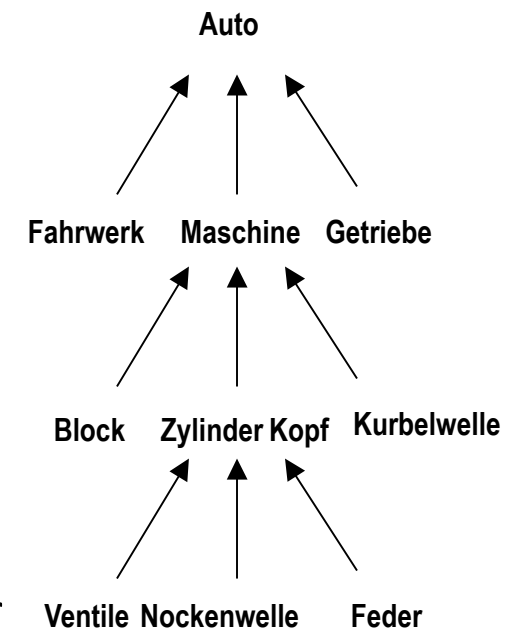 Auto
Fahrwerk Maschine Getriebe
Block Zylinder Kopf Kurbelwelle
Ventile Nockenwelle Feder